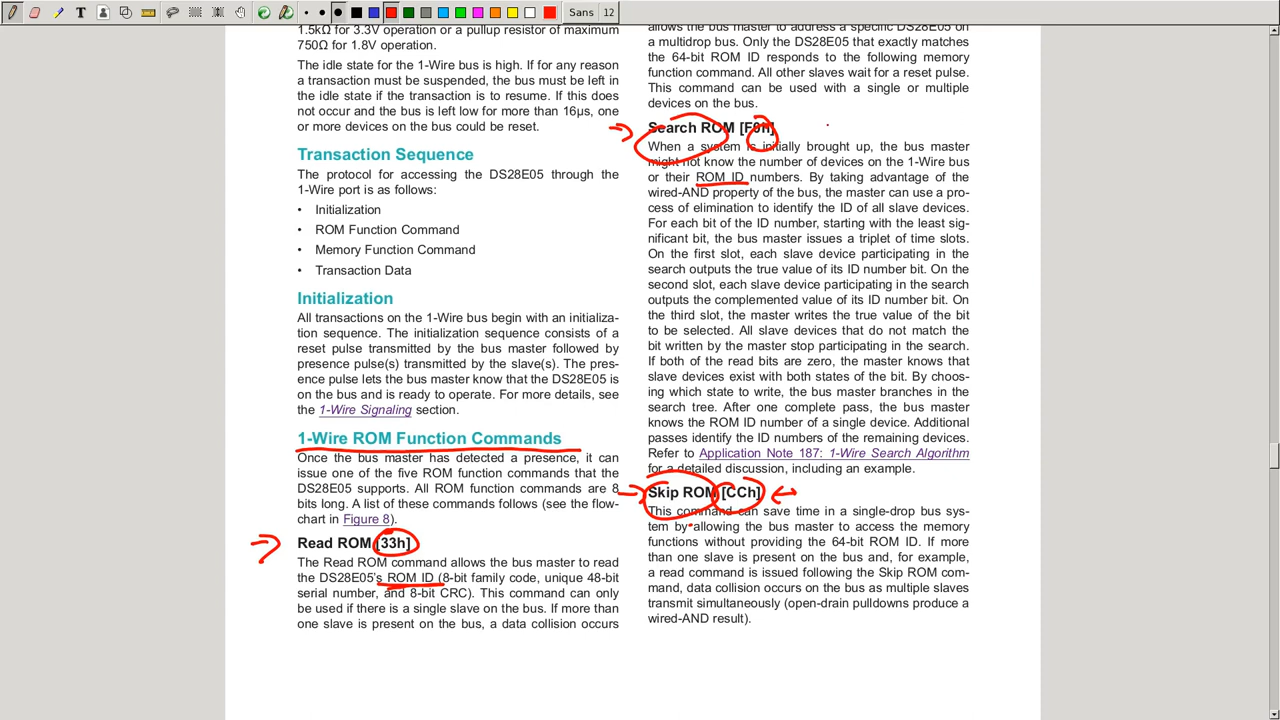 Sans 12
1.5kΩ for 3.3V operation or a pullup resistor of maximum
750Ω for 1.8V operation.
The idle state for the 1-Wire bus is high. If for any reason
a transaction must be suspended, the bus must be left in
the idle state if the transaction is to resume. If this does
not occur and the bus is left low for more than 16µs, one
or more devices on the bus could be reset.
Transaction Sequence
The protocol for accessing the DS28E05 through the
1-Wire port is as follows:
• Initialization
• ROM Function Command
• Memory Function Command
• Transaction Data
Initialization
All transactions on the 1-Wire bus begin with an initializa-
tion sequence. The initialization sequence consists of a
reset pulse transmitted by the bus master followed by
presence pulse(s) transmitted by the slave(s). The pres-
ence pulse lets the bus master know that the DS28E05 is
on the bus and is ready to operate. For more details, see
the 1-Wire Signaling section.
1-Wire ROM Function Commands
Once the bus master has detected a presence, it can
issue one of the five ROM function commands that the
DS28E05 supports. All ROM function commands are 8
bits long. A list of these commands follows (see the flow-
chart in Figure 8).
Read ROM [33h]
The Read ROM command allows the bus master to read
the DS28E05's ROM ID (8-bit family code, unique 48-bit
serial number, and 8-bit CRC). This command can only
be used if there is a single slave on the bus. If more than
one slave is present on the bus, a data collision occurs
allows the bus master to address a specific DS28E05 on
a multidrop bus. Only the DS28E05 that exactly matches
the 64-bit ROM ID responds to the following memory
function command. All other slaves wait for a reset pulse.
This command can be used with a single or multiple
devices on the bus.
Search ROM [F0h]
When a system is initially brought up, the bus master
might not know the number of devices on the 1-Wire bus
or their ROM ID numbers. By taking advantage of the
wired-AND property of the bus, the master can use a pro-
cess of elimination to identify the ID of all slave devices.
For each bit of the ID number, starting with the least sig-
nificant bit, the bus master issues a triplet of time slots.
On the first slot, each slave device participating in the
search outputs the true value of its ID number bit. On the
second slot, each slave device participating in the search
outputs the complemented value of its ID number bit. On
the third slot, the master writes the true value of the bit
to be selected. All slave devices that do not match the
bit written by the master stop participating in the search.
If both of the read bits are zero, the master knows that
slave devices exist with both states of the bit. By choos-
ing which state to write, the bus master branches in the
search tree. After one complete pass, the bus master
knows the ROM ID number of a single device. Additional
passes identify the ID numbers of the remaining devices.
Refer to Application Note 187: 1-Wire Search Algorithm
for a detailed discussion, including an example.
Skip ROM [CCh]
This command can save time in a single-drop bus sys-
tem by allowing the bus master to access the memory
functions without providing the 64-bit ROM ID. If more
than one slave is present on the bus and, for example,
a read command is issued following the Skip ROM com-
mand, data collision occurs on the bus as multiple slaves
transmit simultaneously (open-drain pulldowns produce a
wired-AND result).